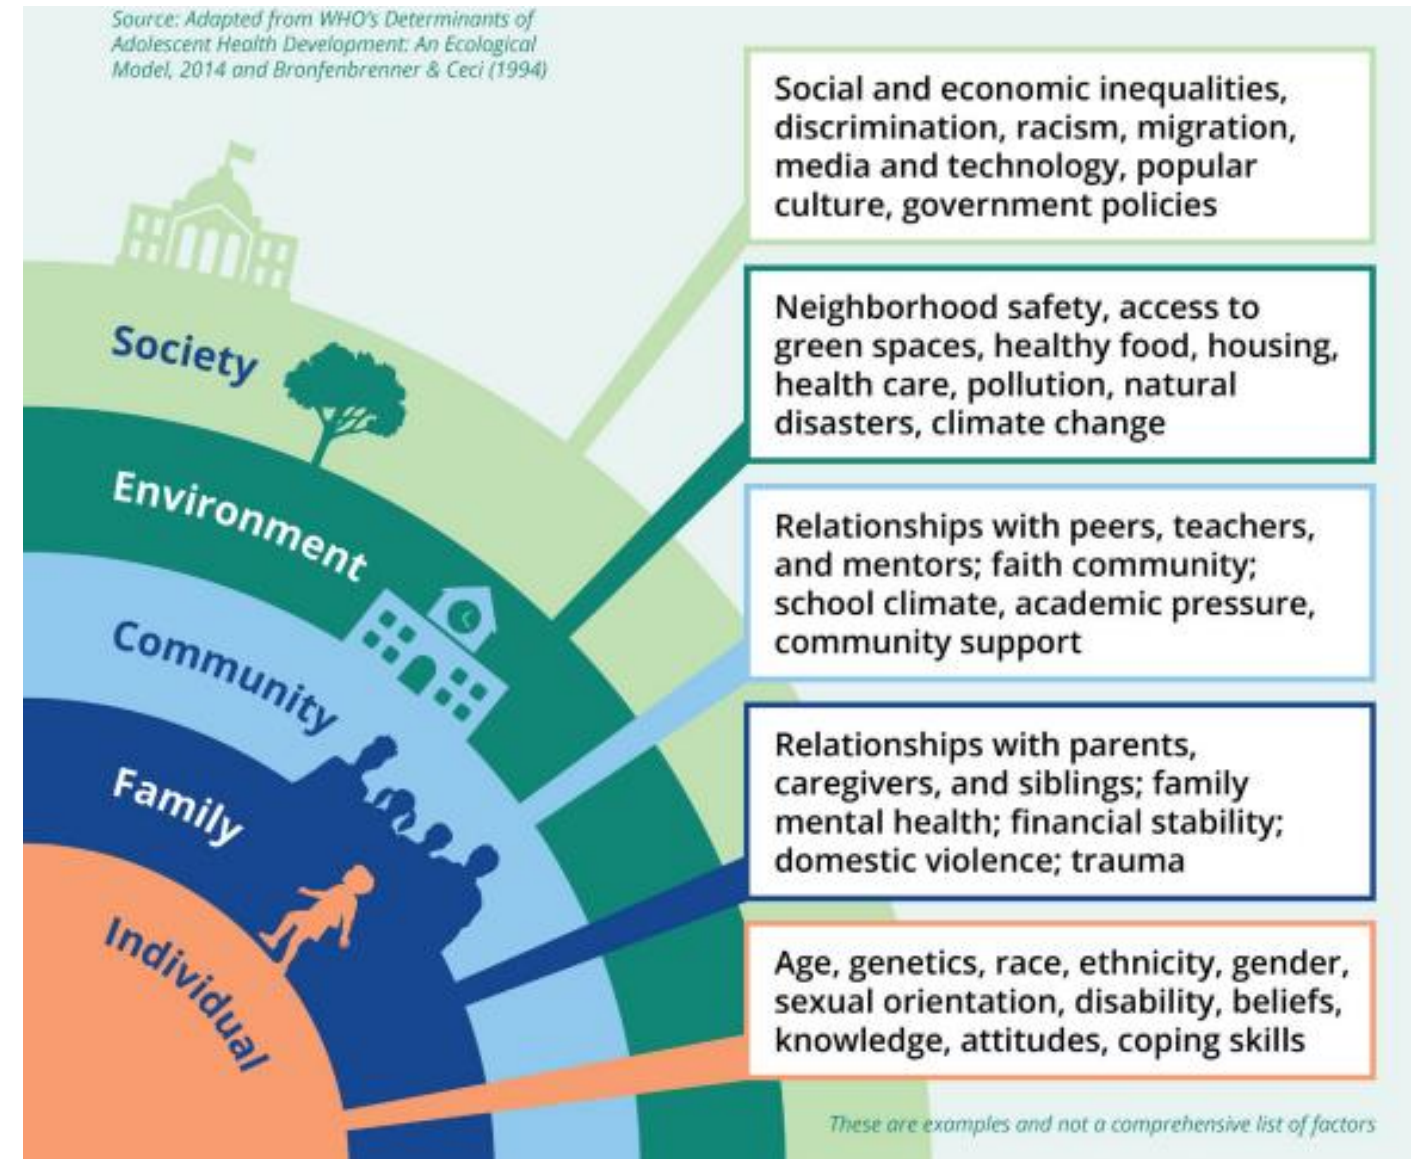 Source: Adapted from WHO's Determinants of
Adolescent Health Development: An Ecological
Model, 2014 and Bronfenbrenner & Ceci (1994)
Society
Environment
Community
Family
Individual
Social and economic inequalities,
discrimination, racism, migration,
media and technology, popular
culture, government policies
Neighborhood safety, access to
green spaces, healthy food, housing,
health care, pollution, natural
disasters, climate change
Relationships with peers, teachers,
and mentors; faith community;
school climate, academic pressure,
community support
Relationships with parents,
caregivers, and siblings; family
mental health; financial stability;
domestic violence; trauma
Age, genetics, race, ethnicity, gender,
sexual orientation, disability, beliefs,
knowledge, attitudes, coping skills
These are examples and not a comprehensive list of factors